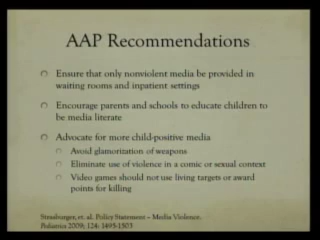 AAP Recommendations
Ensure that only nonviolent media be provided in
waiting rooms and inpatient settings
Encourage parents and schools to educate children to
be media literate
Advocate for more child-positive media
Avoid glamorization of weapons
Eliminate use of violence in a comic or sexual context
Video games should not use living targets or award
points for killing
Strasburger, et. al. Policy Statement – Media Violence.
Pediatrics 2009; 124: 1495-1503